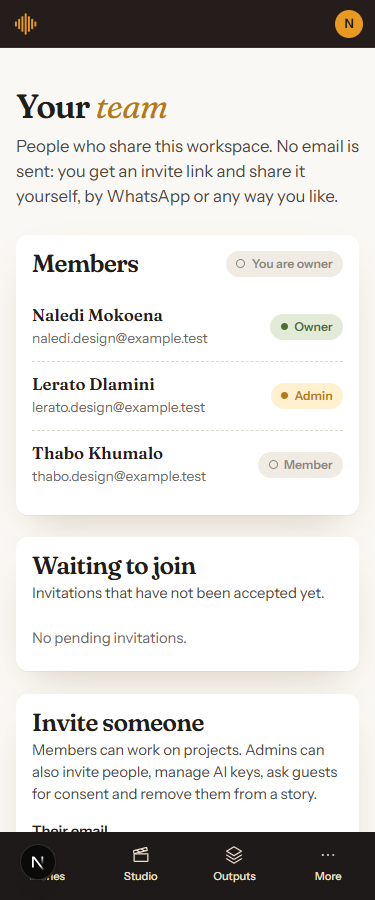 N
Your team
People who share this workspace. No email is
sent: you get an invite link and share it
yourself, by WhatsApp or any way you like.
Members
You are owner
Naledi Mokoena
naledi.design@example.test
Owner
Lerato Dlamini
lerato.design@example.test
Admin
Thabo Khumalo
thabo.design@example.test
Member
Waiting to join
Invitations that have not been accepted yet.
No pending invitations.
Invite someone
Members can work on projects. Admins can
also invite people, manage AI keys, ask guests
for consent and remove them from a story.
Their email
N
Studio
Outputs
More